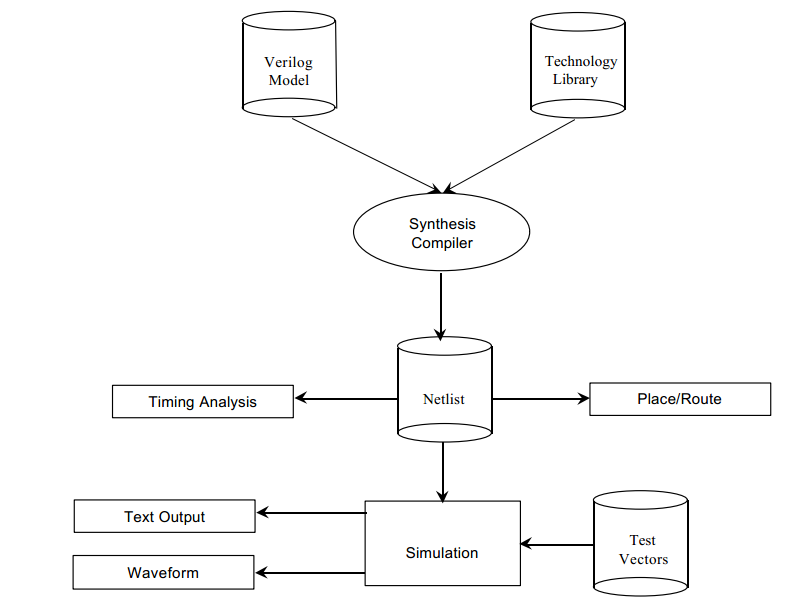 Verilog
Model
Technology
Library
Synthesis
Compiler
Timing Analysis
Netlist
Place/Route
Text Output
Simulation
Test
Vectors
Waveform